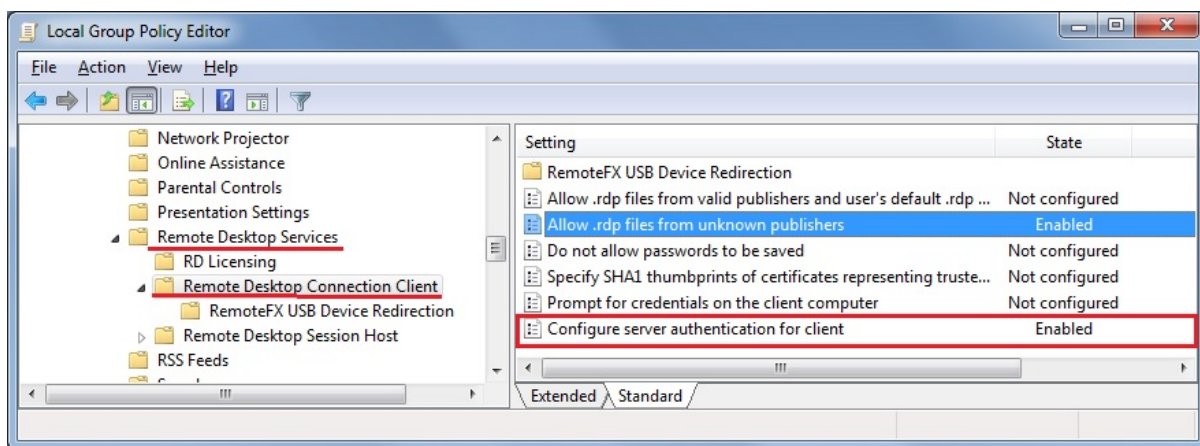 Local Group Policy Editor
File Action View Help
Network Projector
Online Assistance
Parental Controls
Presentation Settings
Remote Desktop Services
RD Licensing
Remote Desktop Connection Client
RemoteFX USB Device Redirection
Remote Desktop Session Host
RSS Feeds
Setting State
RemoteFX USB Device Redirection
Allow .rdp files from valid publishers and user's default .rdp ... Not configured
Allow .rdp files from unknown publishers Enabled
Do not allow passwords to be saved Not configured
Specify SHA1 thumbprints of certificates representing truste... Not configured
Prompt for credentials on the client computer Not configured
Configure server authentication for client Enabled
Extended Standard